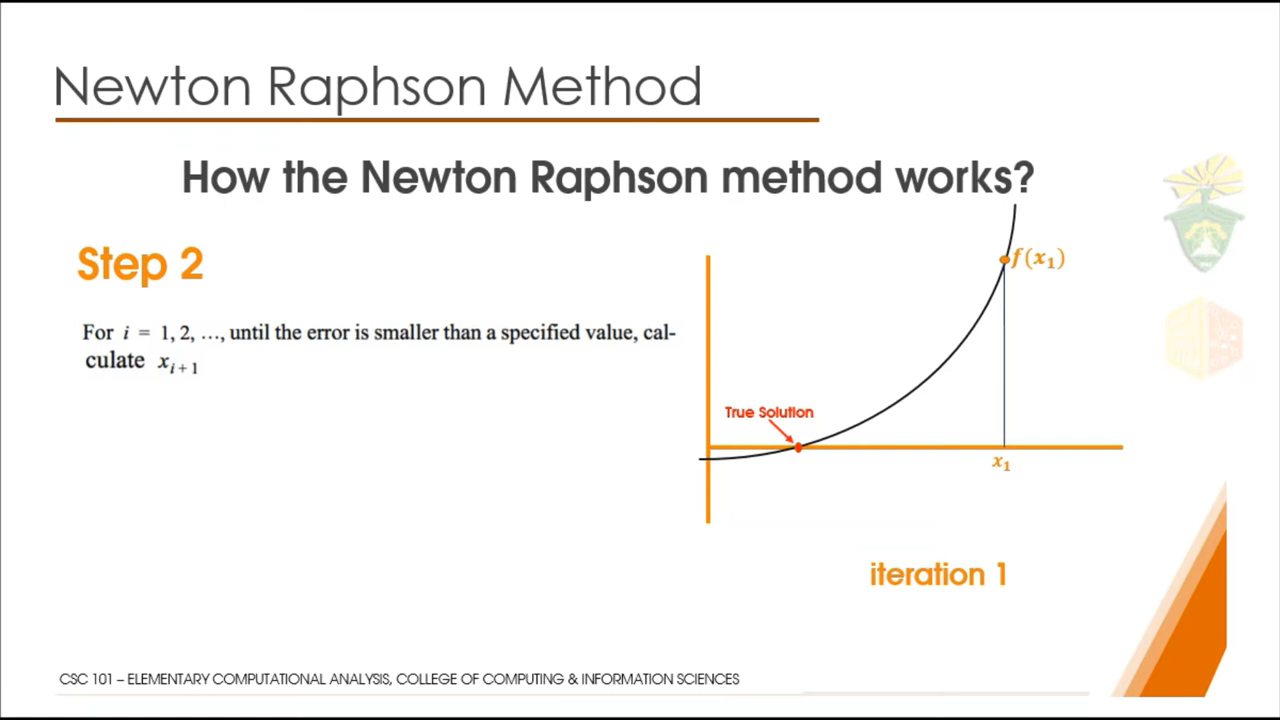 Newton Raphson Method
How the Newton Raphson method works?
Step 2
For i = 1, 2, ..., until the error is smaller than a specified value, cal-
culate x_{i+1}
f(x₁)
True Solution
x₁
iteration 1
CSC 101 – ELEMENTARY COMPUTATIONAL ANALYSIS, COLLEGE OF COMPUTING & INFORMATION SCIENCES